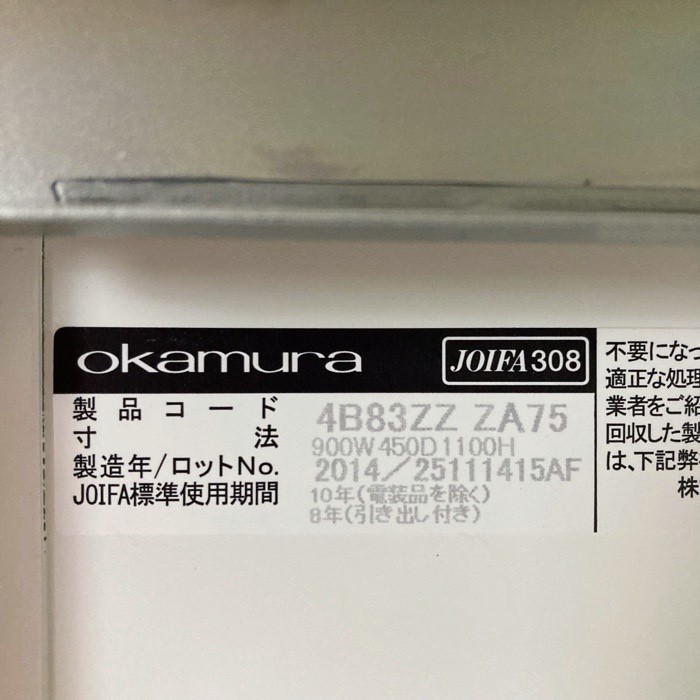 okamura
JOIFA308
製品コード 4B83ZZ ZA75
寸法 900W450D1100H
製造年/ロットNo. 2014/25111415AF
JOIFA標準使用期間 10年(電装品を除く)
8年(引き出し付き)
不要になっ
適正な処理
業者をご紹
回収した製
は、下記弊
株